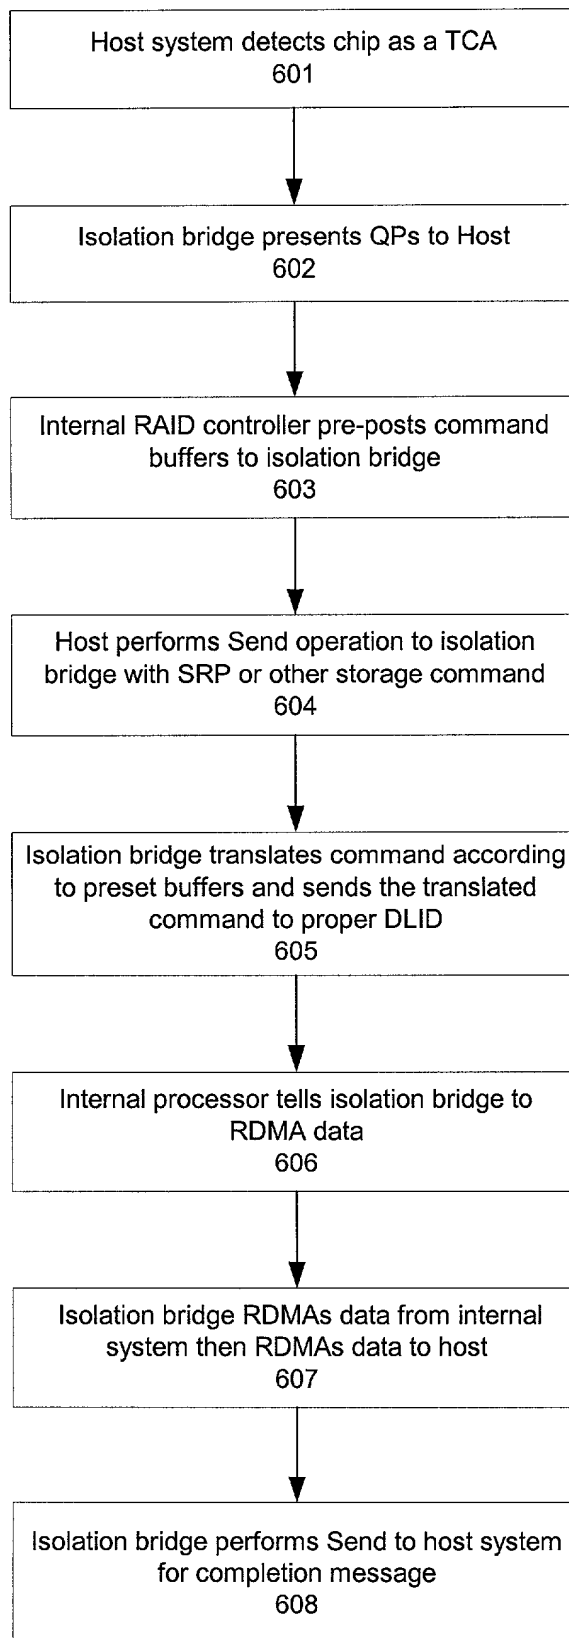 Host system detects chip as a TCA
601
Isolation bridge presents QPs to Host
602
Internal RAID controller pre-posts command
buffers to isolation bridge
603
Host performs Send operation to isolation
bridge with SRP or other storage command
604
Isolation bridge translates command according
to preset buffers and sends the translated
command to proper DLID
605
Internal processor tells isolation bridge to
RDMA data
606
Isolation bridge RDMAs data from internal
system then RDMAs data to host
607
Isolation bridge performs Send to host system
for completion message
608